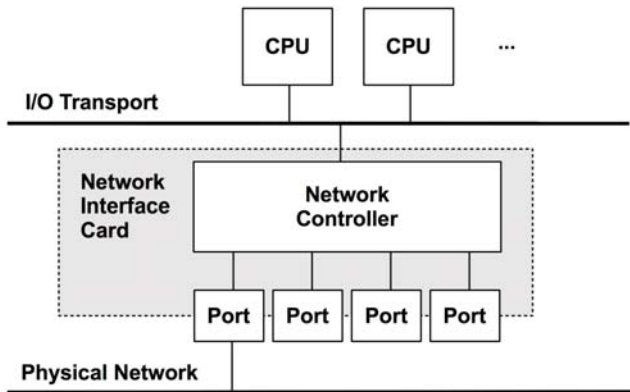 CPU CPU ...
I/O Transport
Network
Interface
Card
Network
Controller
Port Port Port Port
Physical Network